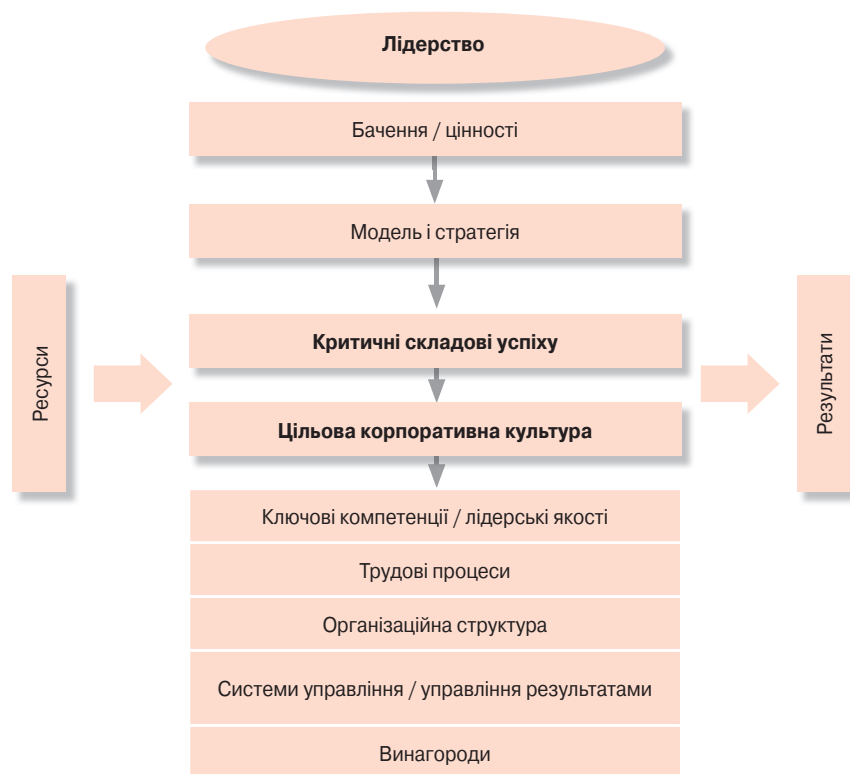 Лідерство
Бачення / цінності
Модель і стратегія
Ресурси
Критичні складові успіху
Цільова корпоративна культура
Результати
Ключові компетенції / лідерські якості
Трудові процеси
Організаційна структура
Системи управління / управління результатами
Винагороди